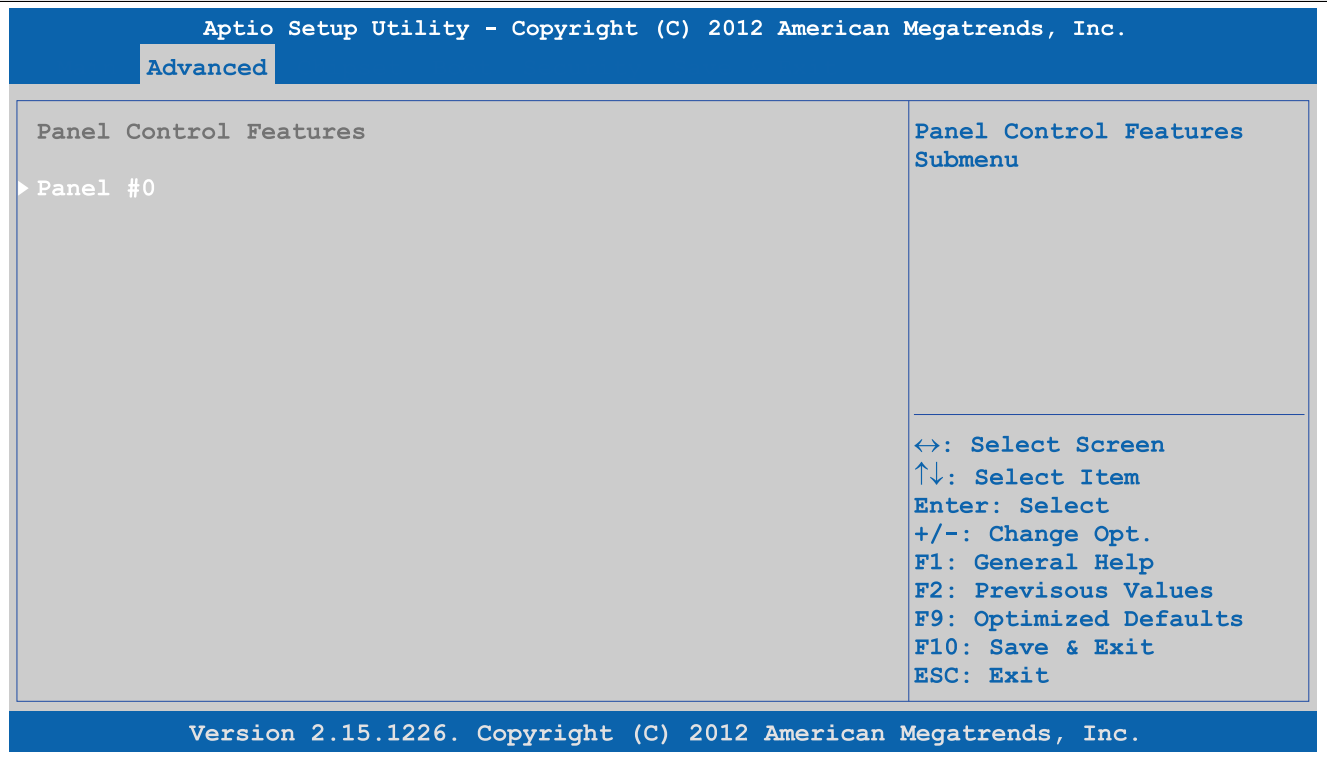 Aptio Setup Utility - Copyright (C) 2012 American Megatrends, Inc.
Advanced
Panel Control Features
Panel #0
Panel Control Features
Submenu
↔: Select Screen
↑↓: Select Item
Enter: Select
+/-: Change Opt.
F1: General Help
F2: Previsous Values
F9: Optimized Defaults
F10: Save & Exit
ESC: Exit
Version 2.15.1226. Copyright (C) 2012 American Megatrends, Inc.